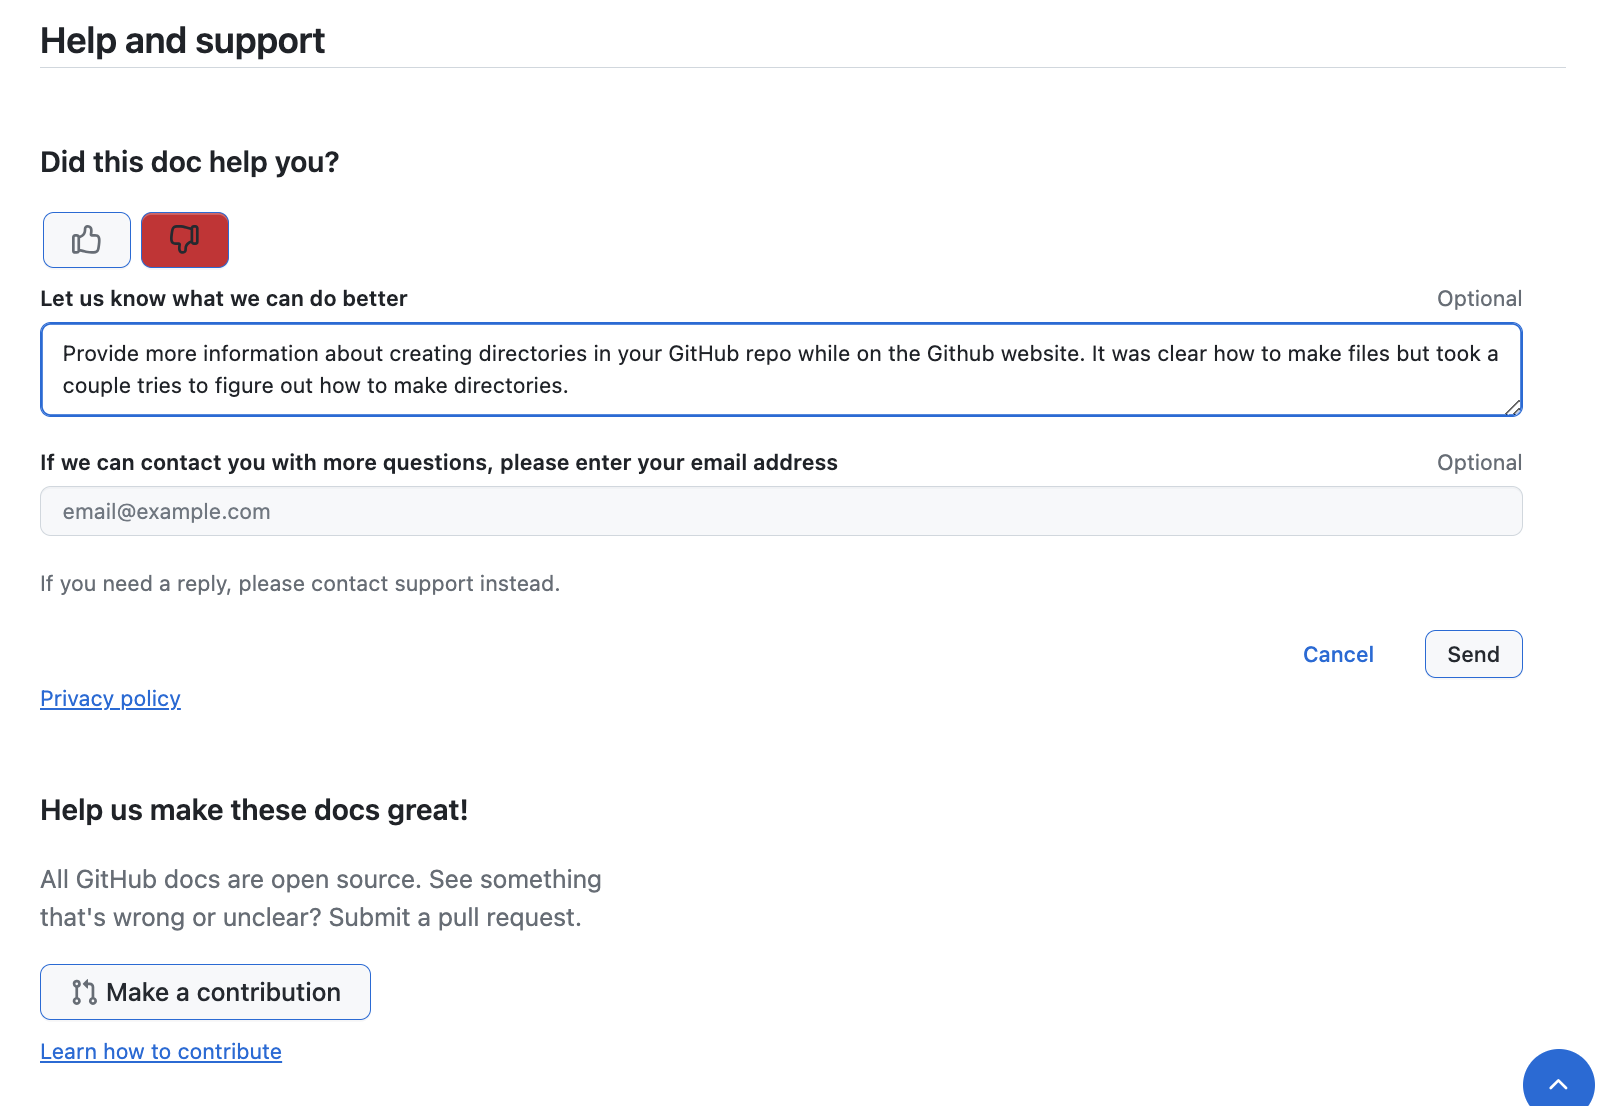 Help and support
Did this doc help you?
Let us know what we can do better
Optional
Provide more information about creating directories in your GitHub repo while on the Github website. It was clear how to make files but took a
couple tries to figure out how to make directories.
If we can contact you with more questions, please enter your email address
Optional
email@example.com
If you need a reply, please contact support instead.
Cancel
Send
Privacy policy
Help us make these docs great!
All GitHub docs are open source. See something
that's wrong or unclear? Submit a pull request.
Make a contribution
Learn how to contribute